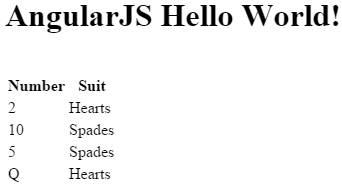 AngularJS Hello World!
Number Suit
2 Hearts
10 Spades
5 Spades
Q Hearts